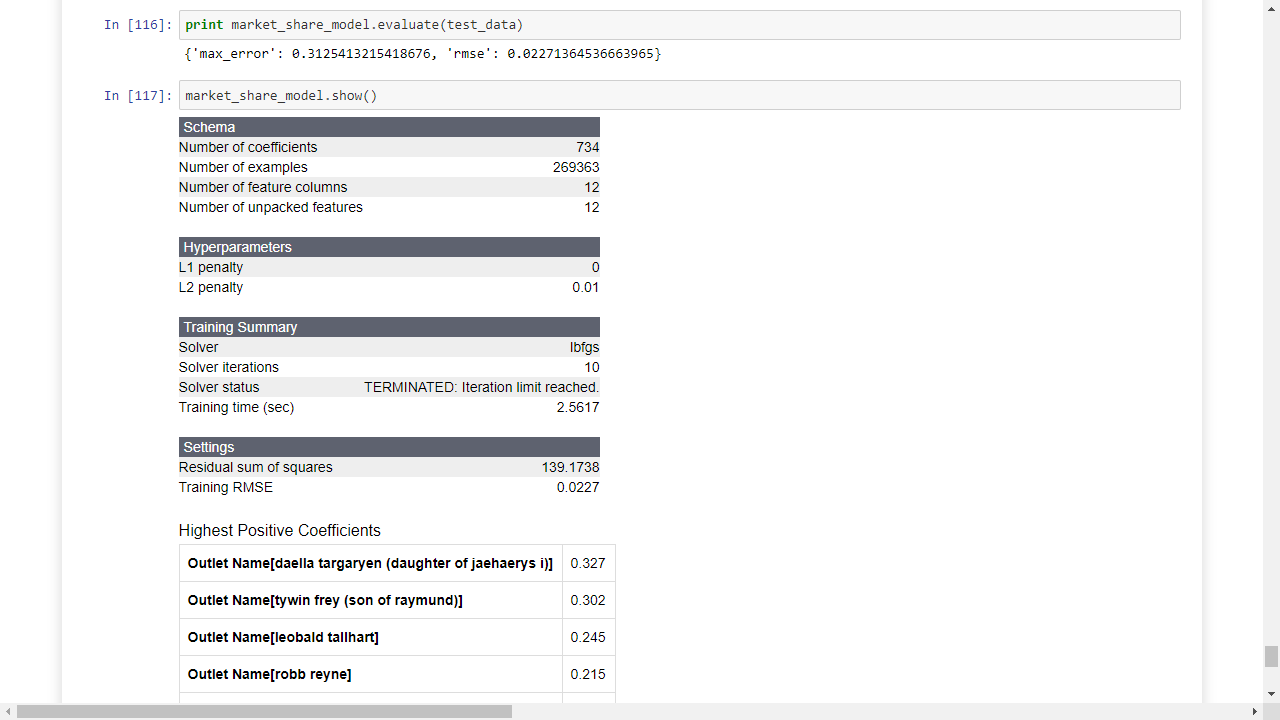 In [116]: print market_share_model.evaluate(test_data)
{'max_error': 0.3125413215418676, 'rmse': 0.02271364536663965}
In [117]: market_share_model.show()
Schema
Number of coefficients 734
Number of examples 269363
Number of feature columns 12
Number of unpacked features 12
Hyperparameters
L1 penalty 0
L2 penalty 0.01
Training Summary
Solver lbfgs
Solver iterations 10
Solver status TERMINATED: Iteration limit reached.
Training time (sec) 2.5617
Settings
Residual sum of squares 139.1738
Training RMSE 0.0227
Highest Positive Coefficients
Outlet Name[daella targaryen (daughter of jaehaerys i)] 0.327
Outlet Name[tywin frey (son of raymund)] 0.302
Outlet Name[leobald tallhart] 0.245
Outlet Name[robb reyne] 0.215